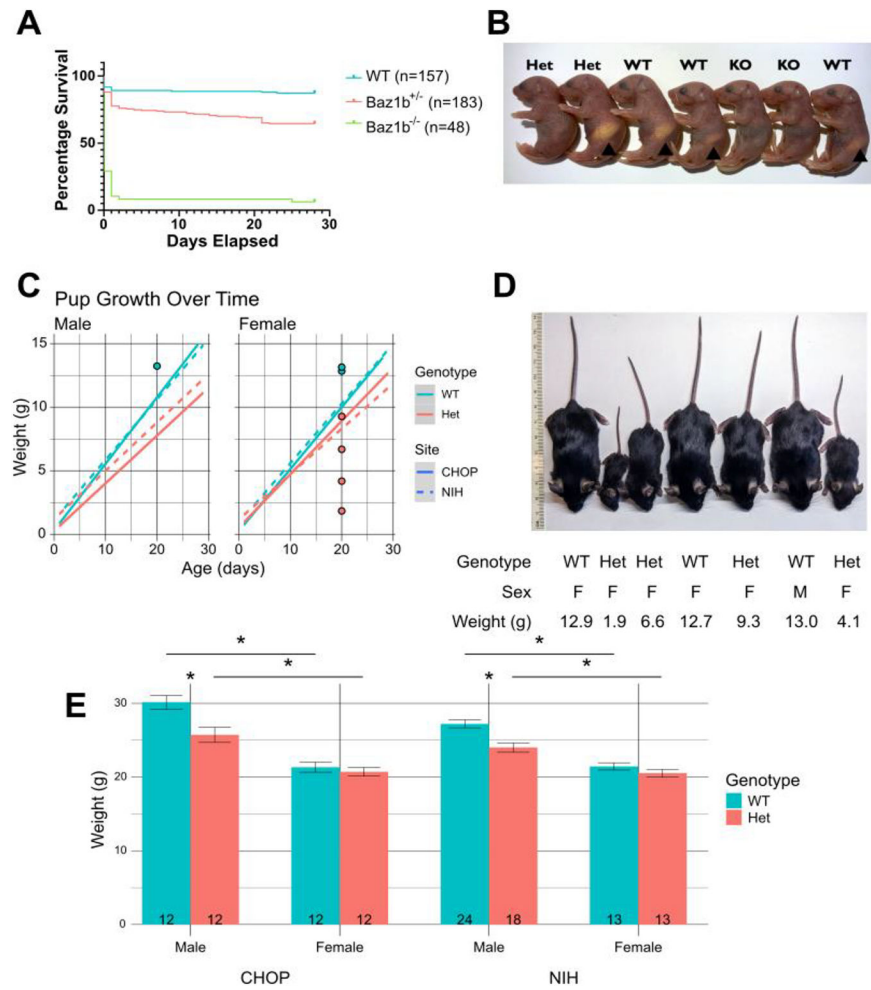 A
Percentage Survival
100
50
0
0 10 20 30
Days Elapsed
WT (n=157)
Baz1b+/- (n=183)
Baz1b-/- (n=48)
B
Het Het WT WT KO KO WT
C
Pup Growth Over Time
Male Female
Weight (g)
15
10
5
0
0 10 20 30 0 10 20 30
Age (days)
Genotype
WT
Het
Site
CHOP
NIH
D
Genotype WT Het Het WT Het WT Het
Sex F F F F F M F
Weight (g) 12.9 1.9 6.6 12.7 9.3 13.0 4.1
E
* *
* * * *
Weight (g)
30
20
10
0
12 12 12 12 24 18 13 13
Male Female Male Female
CHOP NIH
Genotype
WT
Het